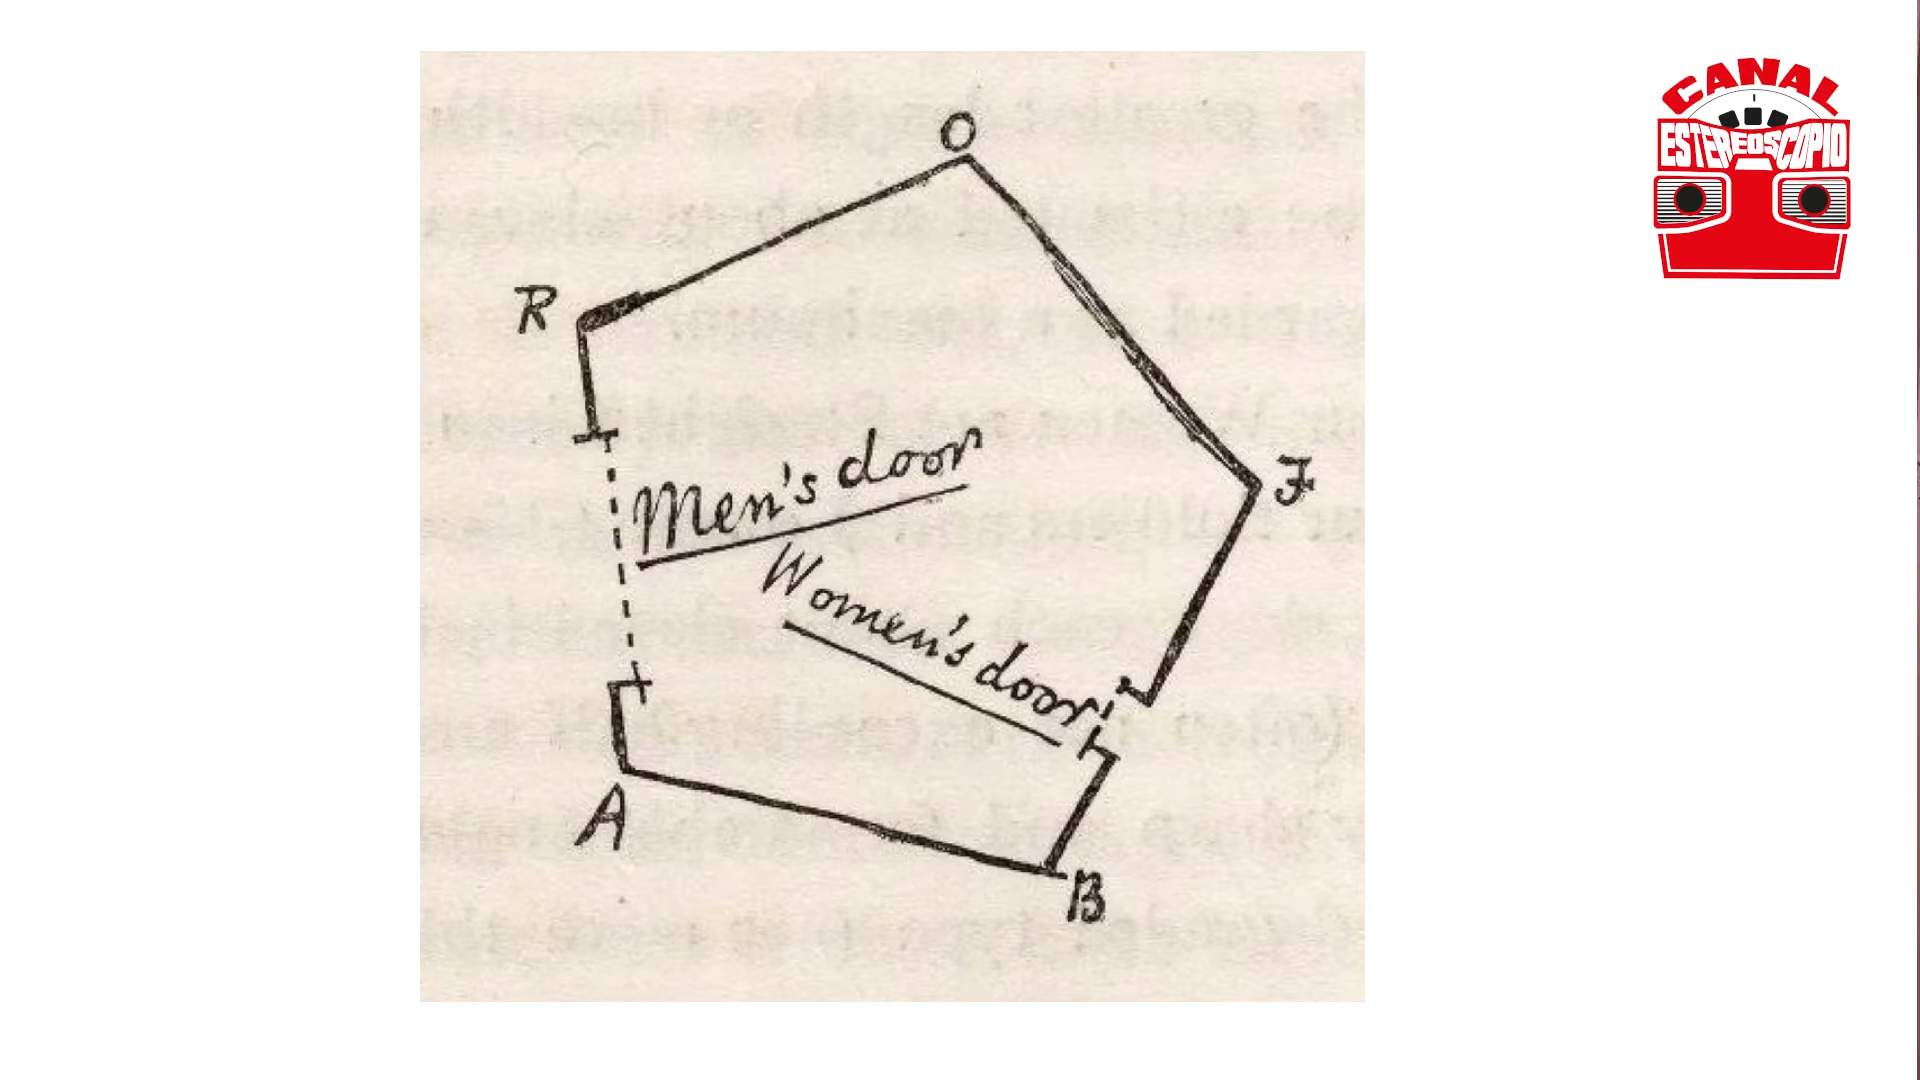 O
R
F
Men's door
Women's door
A
B
CANAL
ESTEREOSCOPIO